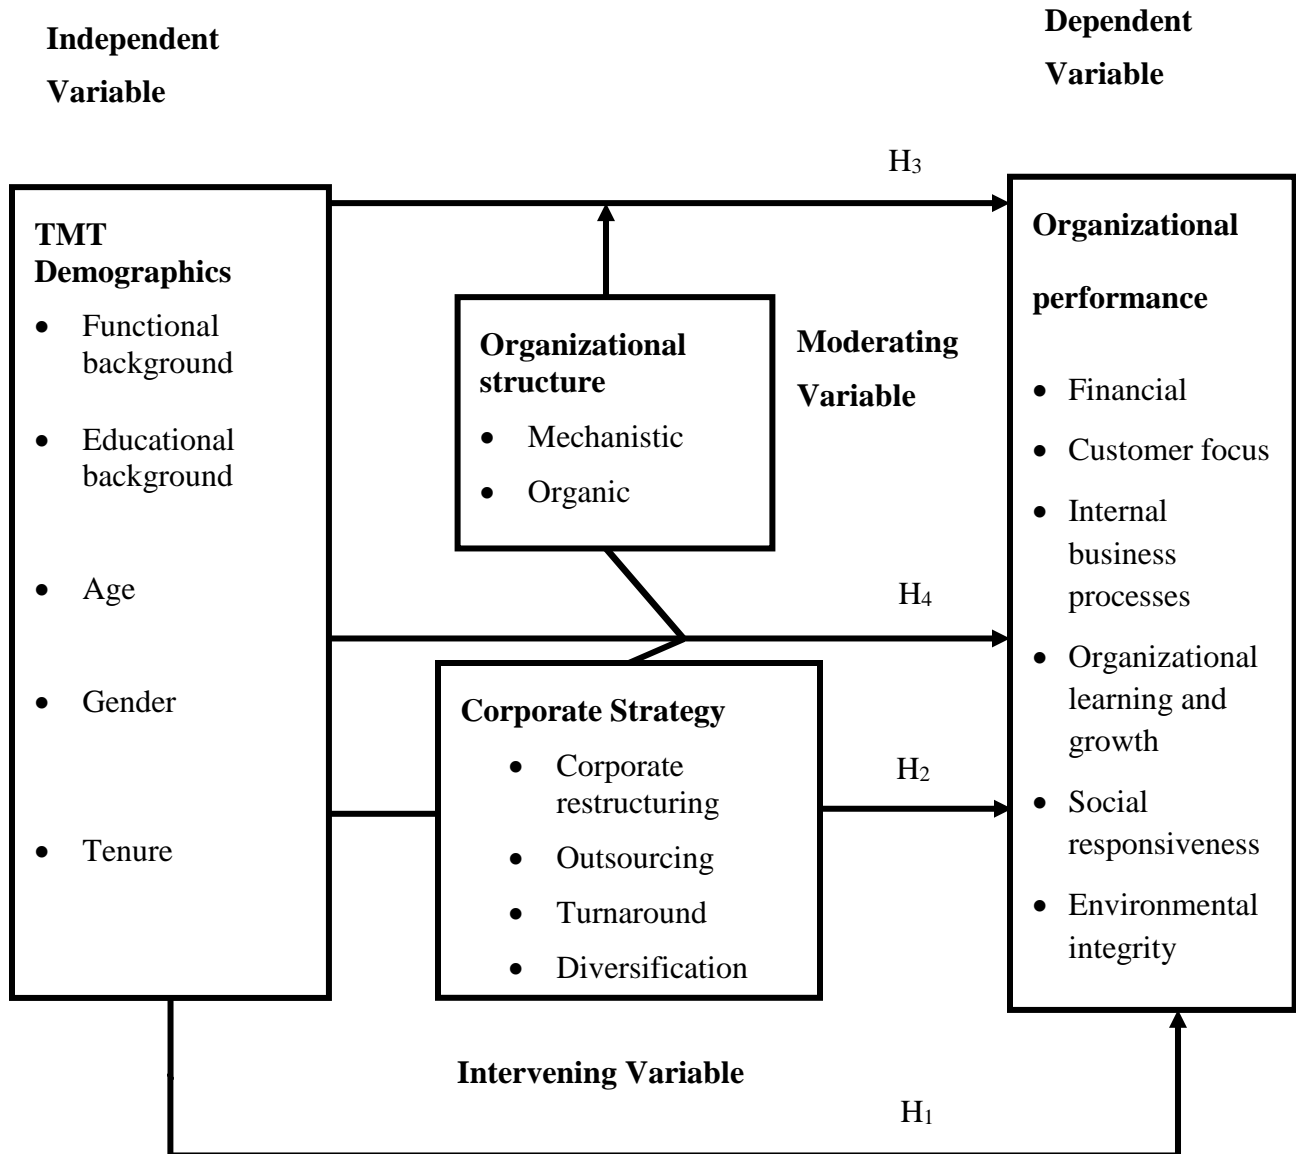 Independent
Variable
Dependent
Variable
H₃
TMT
Demographics
• Functional
background
• Educational
background
• Age
• Gender
• Tenure
Organizational
structure
• Mechanistic
• Organic
Moderating
Variable
H₄
Corporate Strategy
• Corporate
restructuring
• Outsourcing
• Turnaround
• Diversification
H₂
Organizational
performance
• Financial
• Customer focus
• Internal
business
processes
• Organizational
learning and
growth
• Social
responsiveness
• Environmental
integrity
Intervening Variable
H₁